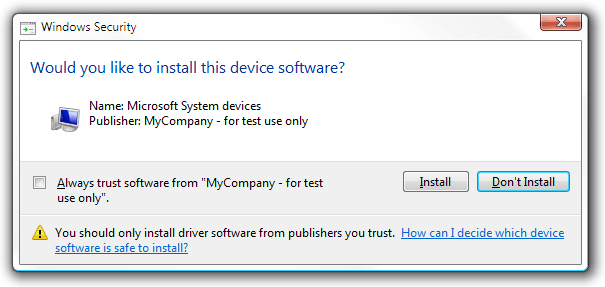 Windows Security
Would you like to install this device software?
Name: Microsoft System devices
Publisher: MyCompany - for test use only
Always trust software from "MyCompany - for test
use only".
Install
Don't Install
You should only install driver software from publishers you trust. How can I decide which device
software is safe to install?